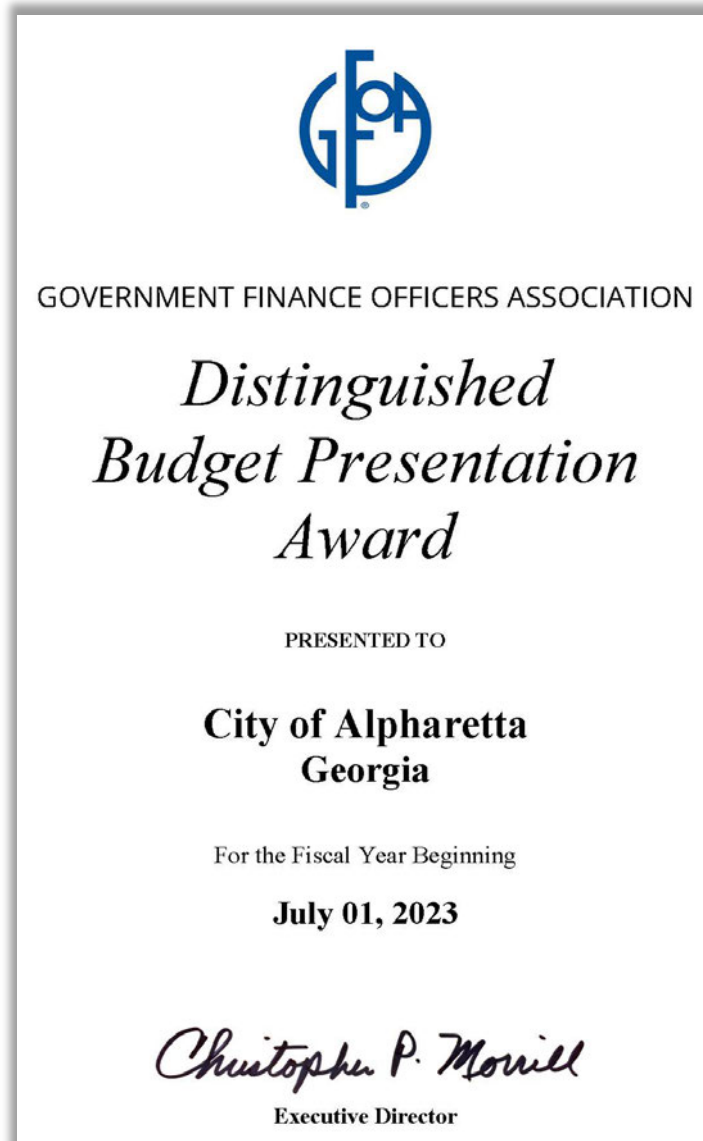 GFOA
®
GOVERNMENT FINANCE OFFICERS ASSOCIATION
Distinguished
Budget Presentation
Award
PRESENTED TO
City of Alpharetta
Georgia
For the Fiscal Year Beginning
July 01, 2023
Christopher P. Morrill
Executive Director